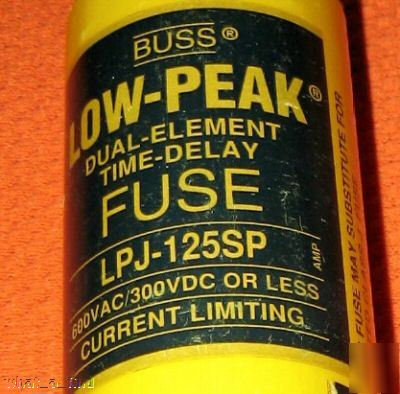 BUSS®
LOW-PEAK®
DUAL-ELEMENT
TIME-DELAY
FUSE
LPJ-125SP
AMP
600VAC/300VDC OR LESS
CURRENT LIMITING
FUSE MAY SUBSTITUTE FOR
what_a_find